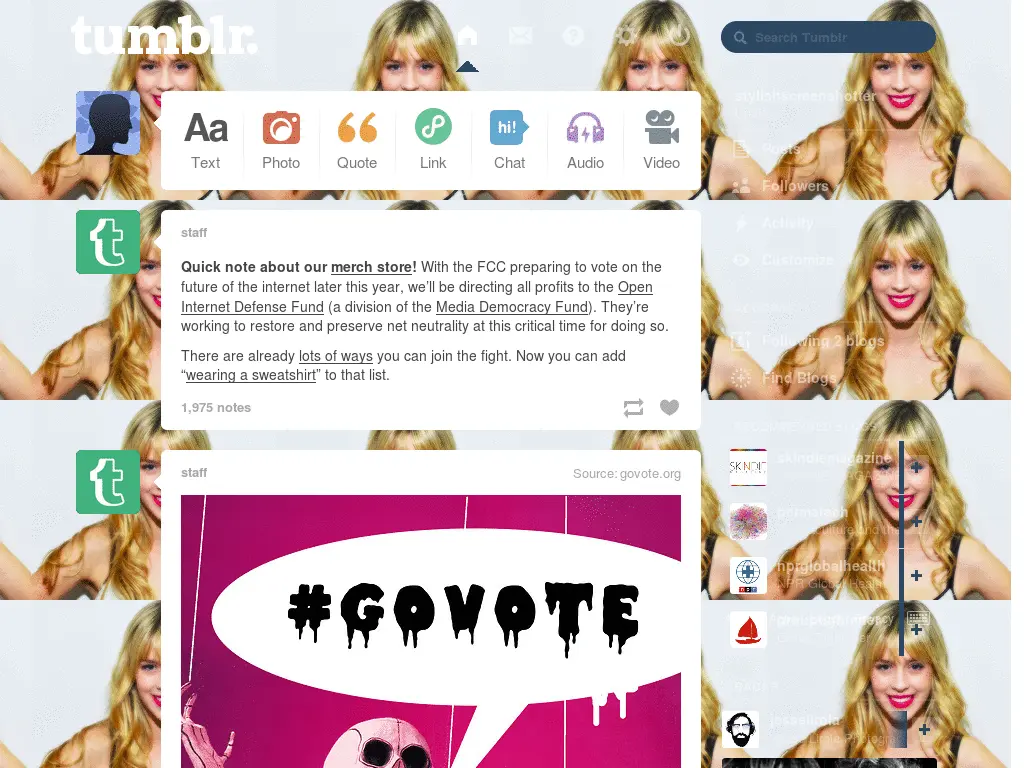 tumblr.
Search Tumblr
Aa
hi!
Text
Photo
Quote
Link
Chat
Audio
Video
Posts
Followers
Activity
Customize
t
staff
Quick note about our merch store! With the FCC preparing to vote on the
future of the internet later this year, we’ll be directing all profits to the Open
Internet Defense Fund (a division of the Media Democracy Fund). They’re
working to restore and preserve net neutrality at this critical time for doing so.
There are already lots of ways you can join the fight. Now you can add
“wearing a sweatshirt” to that list.
1,975 notes
Following 2 blogs
Find Blogs
t
staff
Source: govote.org
#GOVOTE
skindiemagazine
SKINDIE
nprglobalhealth
NPR Global Health